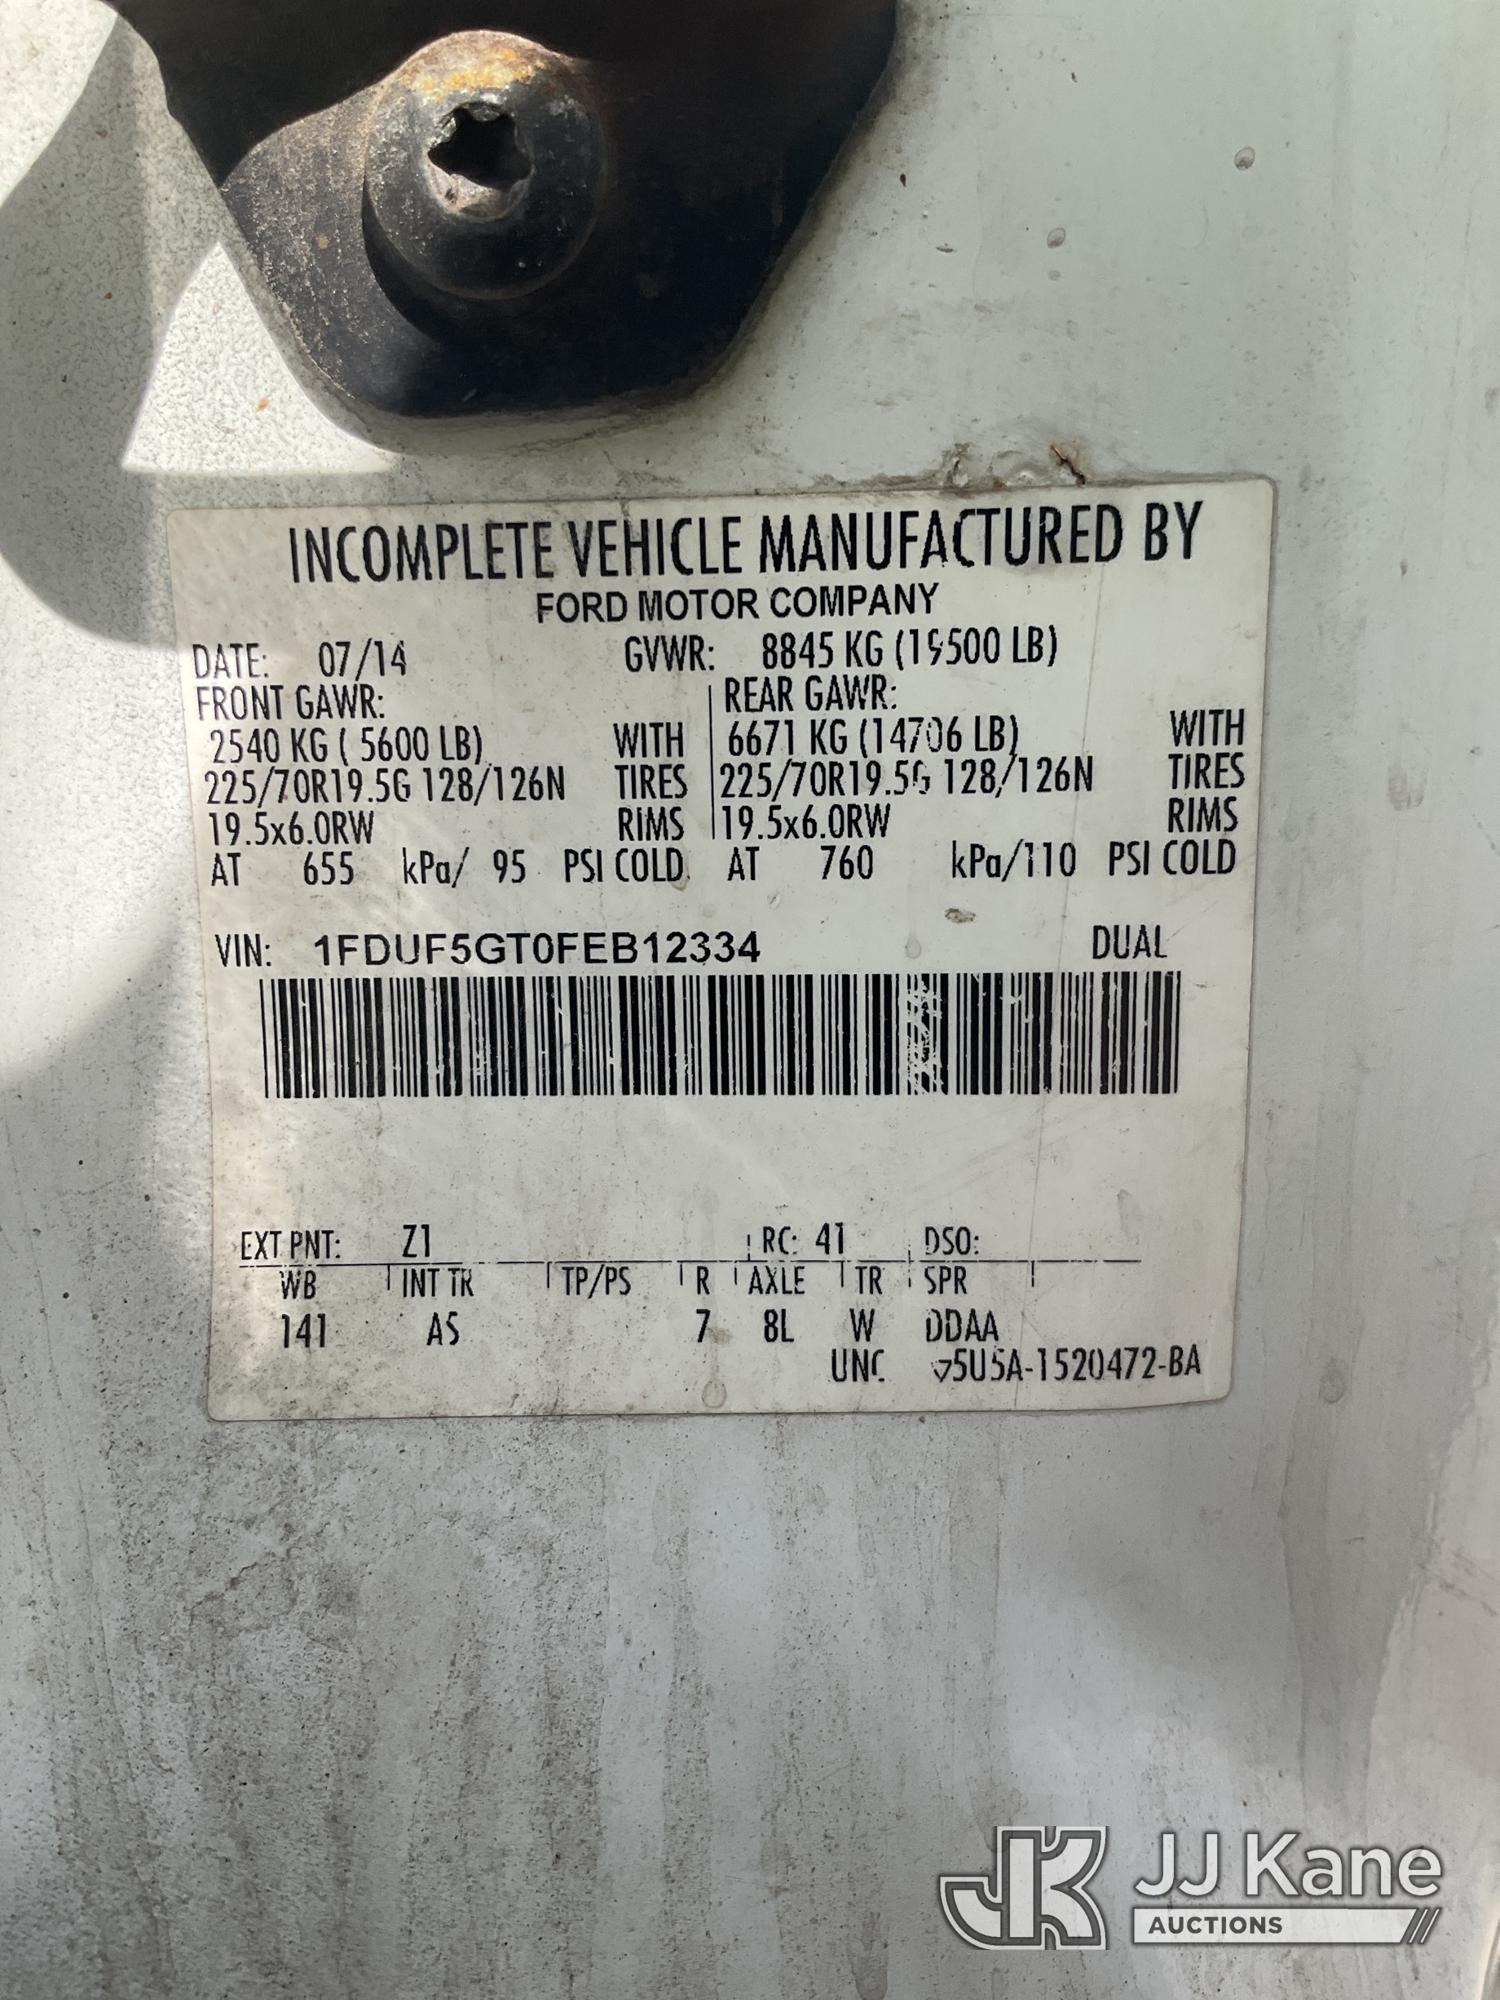 INCOMPLETE VEHICLE MANUFACTURED BY
FORD MOTOR COMPANY
DATE: 07/14 GVWR: 8845 KG (19500 LB)
FRONT GAWR: REAR GAWR:
2540 KG ( 5600 LB) WITH 6671 KG (14706 LB) WITH
225/70R19.5G 128/126N TIRES 225/70R19.5G 128/126N TIRES
19.5x6.0RW RIMS 19.5x6.0RW RIMS
AT 655 kPa/ 95 PSI COLD AT 760 kPa/110 PSI COLD
VIN: 1FDUF5GT0FEB12334 DUAL
EXT PNT: Z1 RC: 41 DSO:
WB INT TR TP/PS R AXLE TR SPR
141 AS 7 8L W DDAA
UNC ▽5U5A-1520472-BA
JK JJ Kane
AUCTIONS